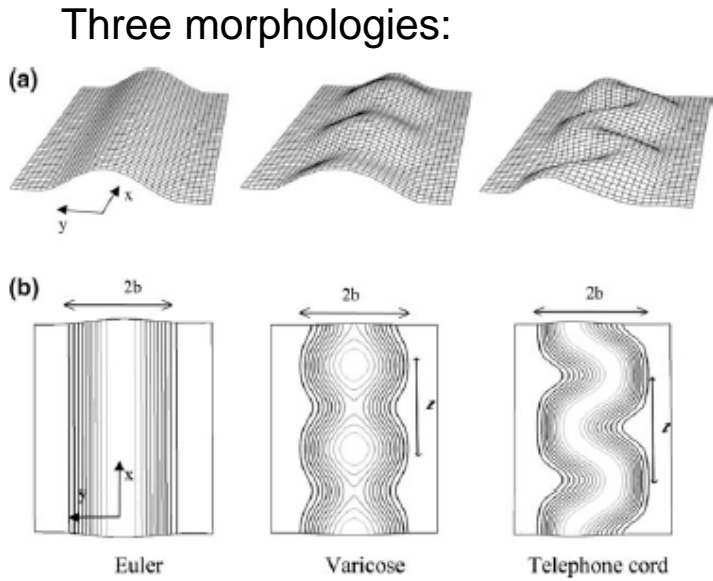 Three morphologies:
(a)
x
y
(b)
2b 2b 2b
z z
x
y
Euler Varicose Telephone cord